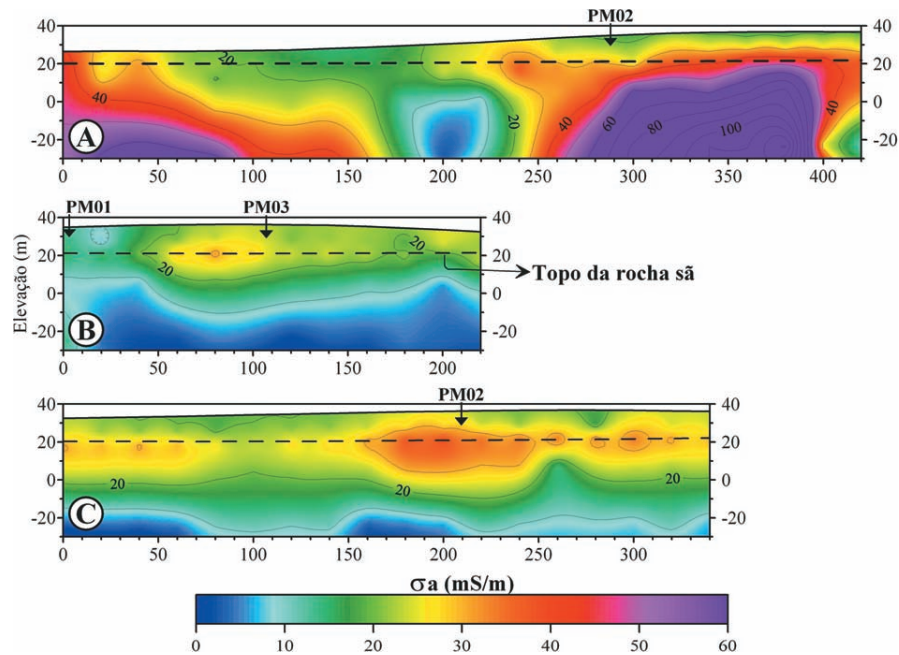 PM02
40 40
20 20 20
40 20 40 60 80 100 40
0 0
-20 A -20
0 50 100 150 200 250 300 350 400
PM01 PM03
40 40
20 20 20 20
Topo da rocha sã
Elevação (m)
0 0
-20 B -20
0 50 100 150 200
PM02
40 40
20 20
0 20 20 20 0
-20 C -20
0 50 100 150 200 260 300
σa (mS/m)
0 10 20 30 40 50 60